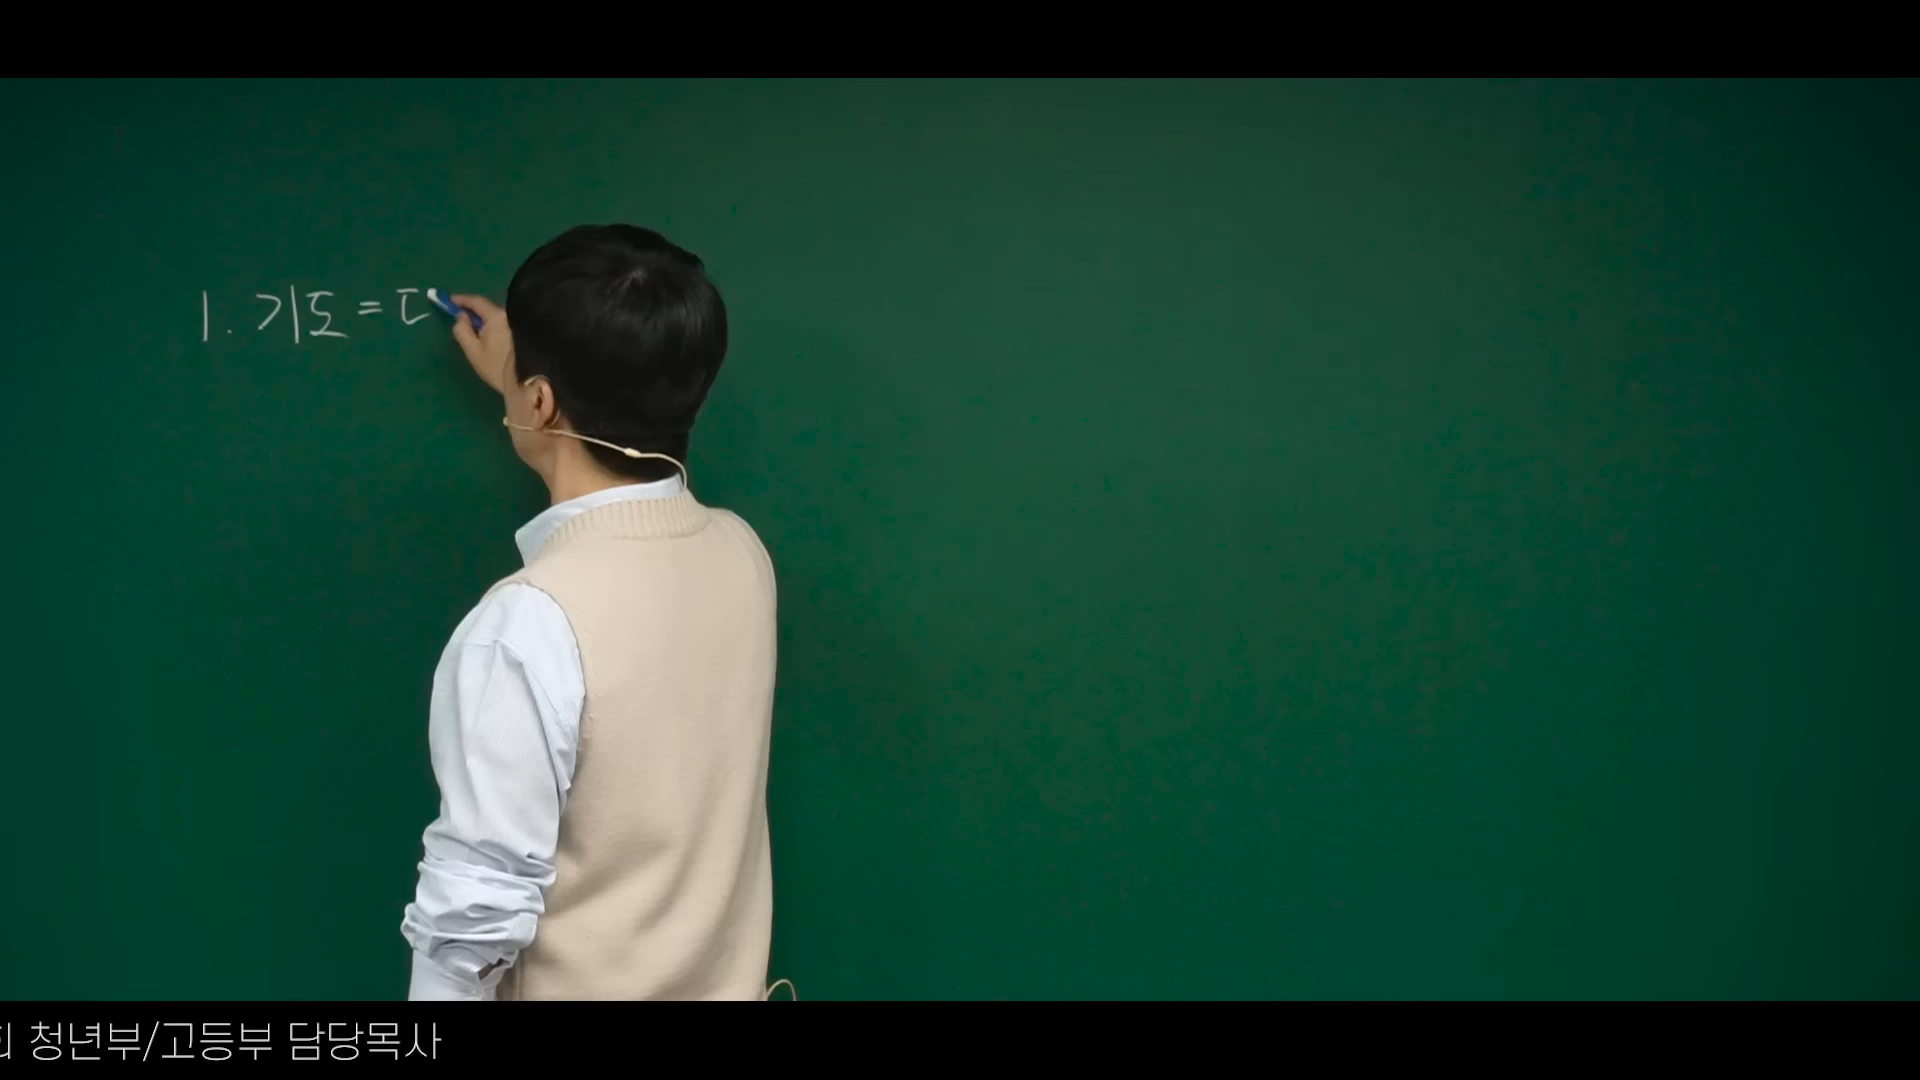 1. 기도 = ㄷ
청년부/고등부 담당목사